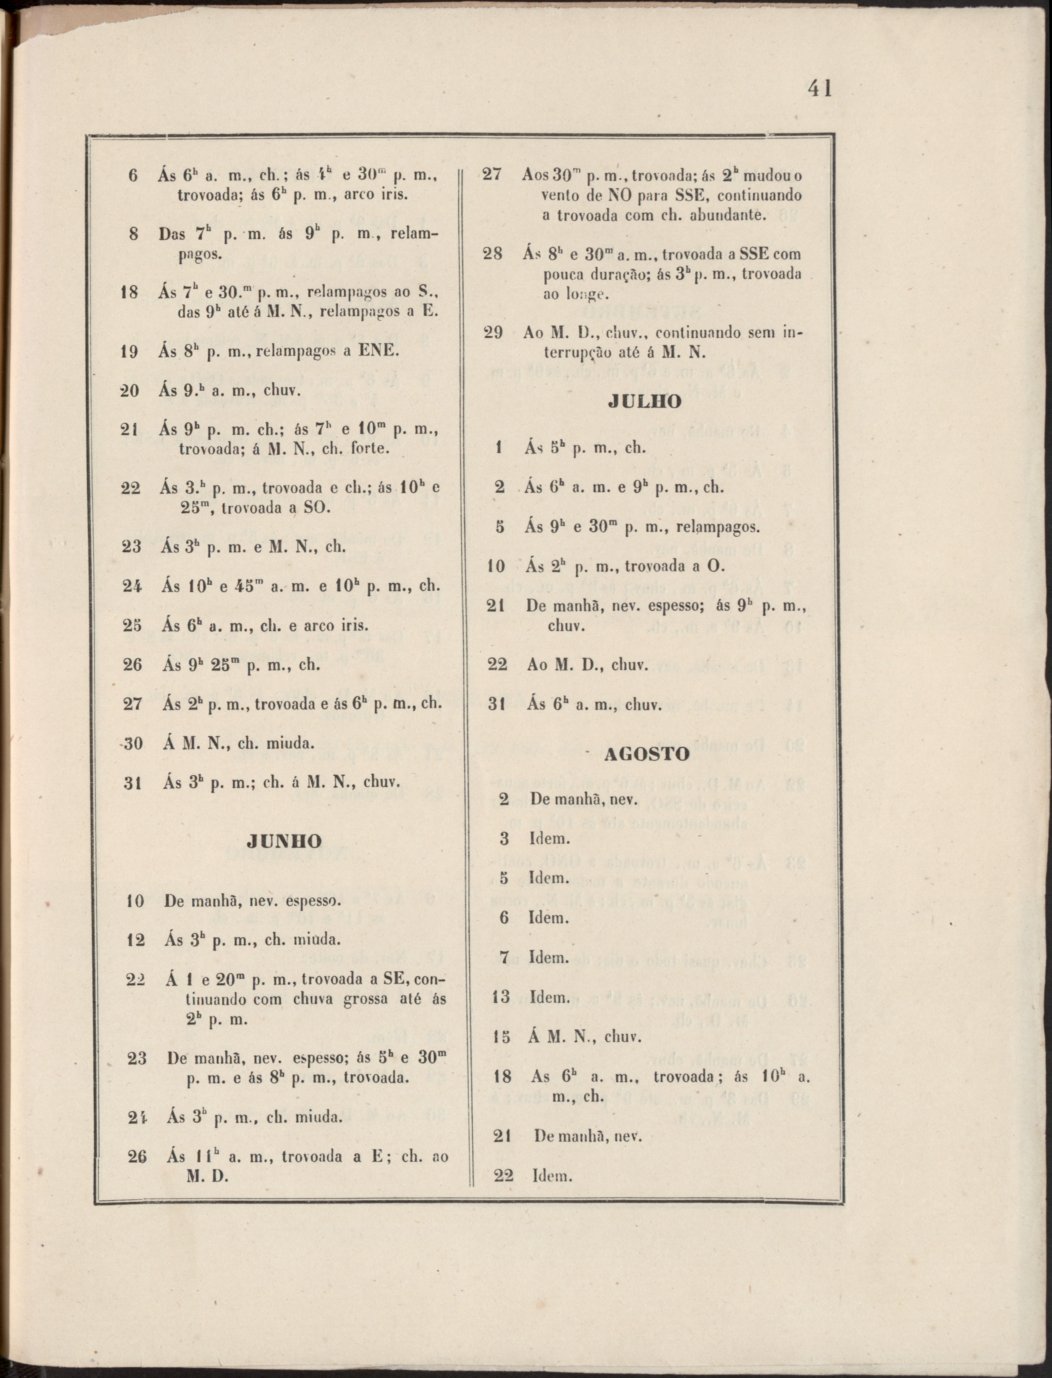 41
6 Ás 6ʰ a. m., ch.; ás 4ʰ e 30ᵐ p. m.,
trovoada; ás 6ʰ p. m., arco iris.
8 Das 7ʰ p. m. ás 9ʰ p. m., relam-
pagos.
18 Ás 7ʰ e 30.ᵐ p. m., relampagos ao S.,
das 9ʰ até á M. N., relampagos a E.
19 Ás 8ʰ p. m., relampagos a ENE.
20 Ás 9.ʰ a. m., chuv.
21 Ás 9ʰ p. m. ch.; ás 7ʰ e 10ᵐ p. m.,
trovoada; á M. N., ch. forte.
22 Ás 3.ʰ p. m., trovoada e ch.; ás 10ʰ e
25ᵐ, trovoada a SO.
23 Ás 3ʰ p. m. e M. N., ch.
24 Ás 10ʰ e 45ᵐ a. m. e 10ʰ p. m., ch.
25 Ás 6ʰ a. m., ch. e arco iris.
26 Ás 9ʰ 25ᵐ p. m., ch.
27 Ás 2ʰ p. m., trovoada e ás 6ʰ p. m., ch.
30 Á M. N., ch. miuda.
31 Ás 3ʰ p. m.; ch. á M. N., chuv.
JUNHO
10 De manhã, nev. espesso.
12 Ás 3ʰ p. m., ch. miuda.
22 Á 1 e 20ᵐ p. m., trovoada a SE, con-
tinuando com chuva grossa até ás
2ʰ p. m.
23 De manhã, nev. espesso; ás 5ʰ e 30ᵐ
p. m. e ás 8ʰ p. m., trovoada.
24 Ás 3ʰ p. m., ch. miuda.
26 Ás 11ʰ a. m., trovoada a E; ch. ao
M. D.
27 Aos 30ᵐ p. m., trovoada; ás 2ʰ mudou o
vento de NO para SSE, continuando
a trovoada com ch. abundante.
28 Ás 8ʰ e 30ᵐ a. m., trovoada a SSE com
pouca duração; ás 3ʰ p. m., trovoada
ao longe.
29 Ao M. D., chuv., continuando sem in-
terrupção até á M. N.
JULHO
1 Ás 5ʰ p. m., ch.
2 Ás 6ʰ a. m. e 9ʰ p. m., ch.
5 Ás 9ʰ e 30ᵐ p. m., relampagos.
10 Ás 2ʰ p. m., trovoada a O.
21 De manhã, nev. espesso; ás 9ʰ p. m.,
chuv.
22 Ao M. D., chuv.
31 Ás 6ʰ a. m., chuv.
AGOSTO
2 De manhã, nev.
3 Idem.
5 Idem.
6 Idem.
7 Idem.
13 Idem.
15 Á M. N., chuv.
18 As 6ʰ a. m., trovoada; ás 10ʰ a.
m., ch.
21 De manhã, nev.
22 Idem.